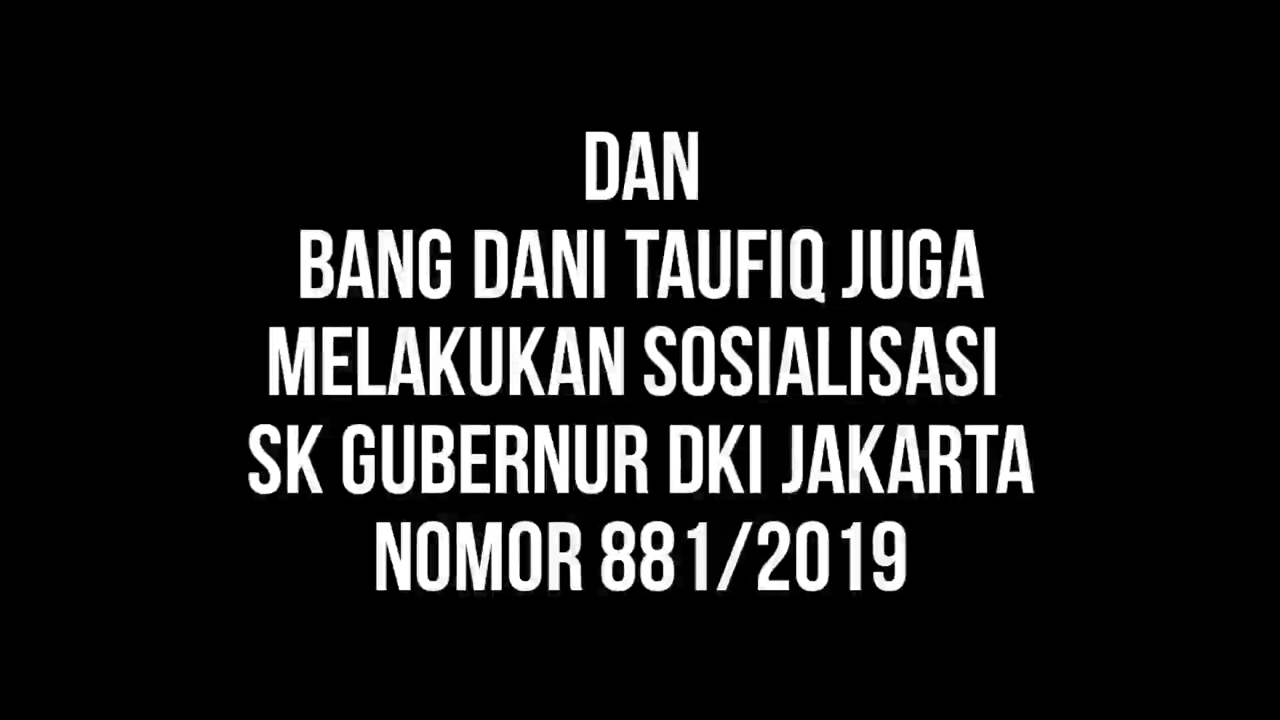 DAN
BANG DANI TAUFIQ JUGA
MELAKUKAN SOSIALISASI
SK GUBERNUR DKI JAKARTA
NOMOR 881/2019